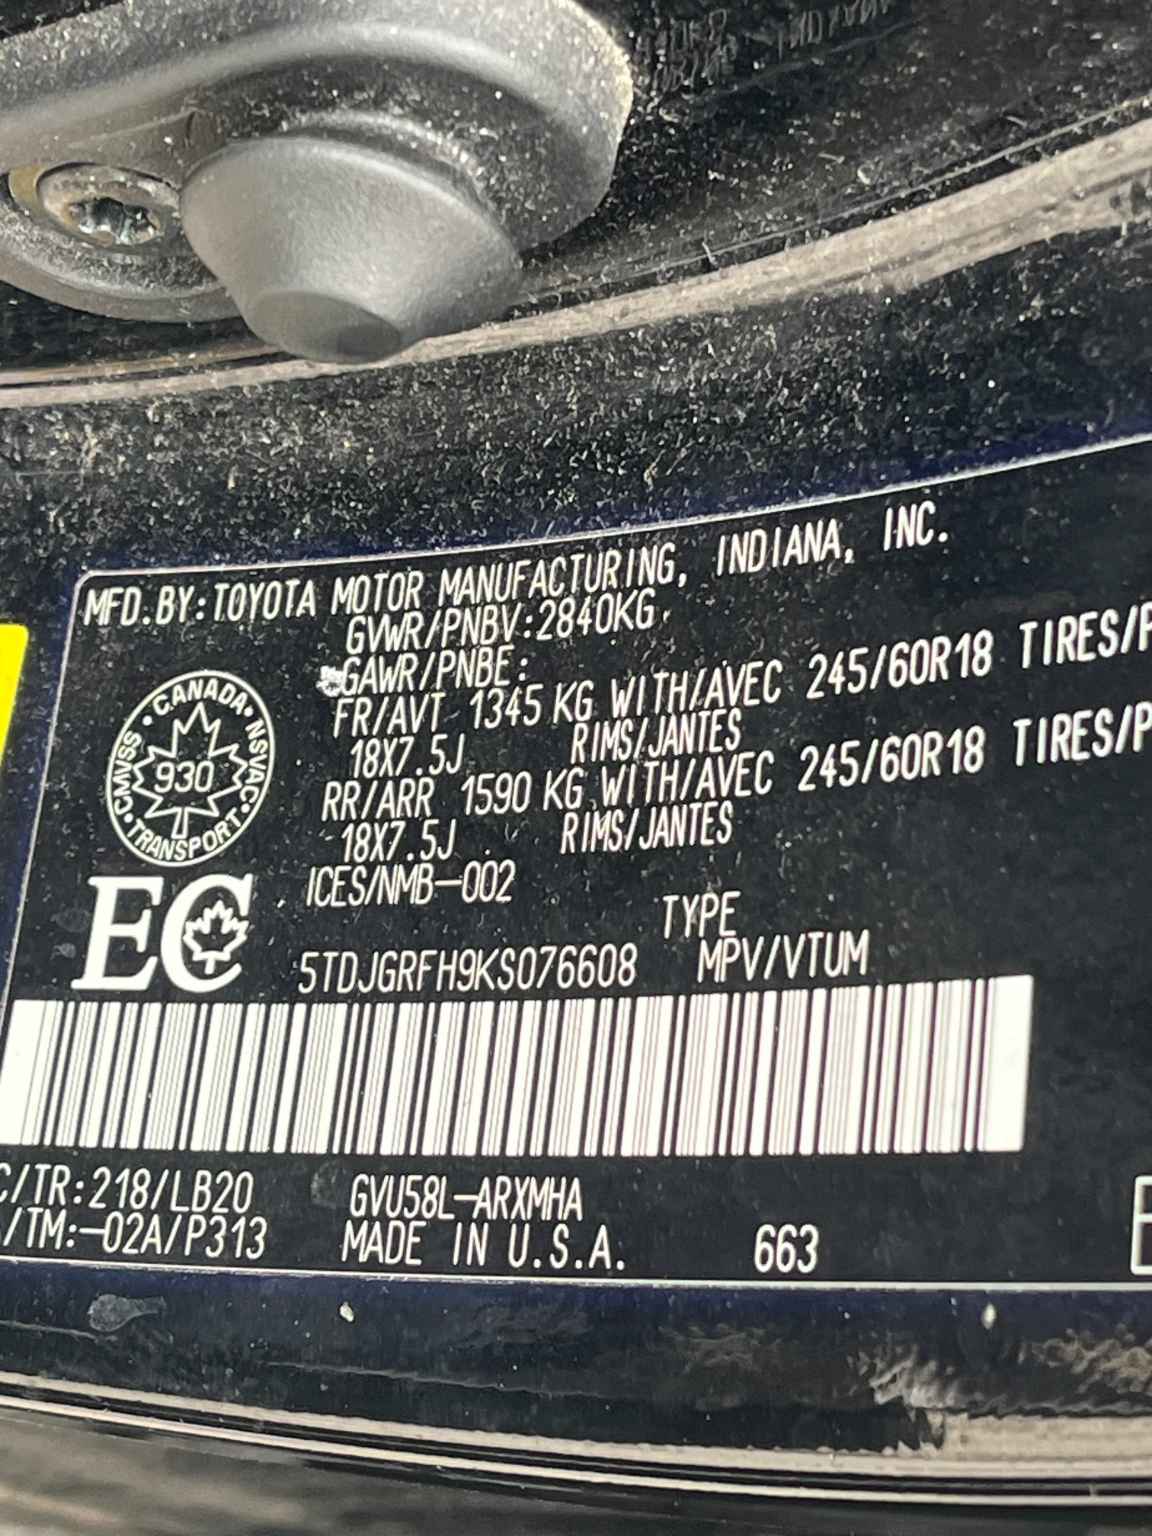 MFD.BY:TOYOTA MOTOR MANUFACTURING, INDIANA, INC.
GVWR/PNBV:2840KG
GAWR/PNBE:
FR/AVT 1345 KG WITH/AVEC 245/60R18 TIRES/P
18X7.5J RIMS/JANTES
RR/ARR 1590 KG WITH/AVEC 245/60R18 TIRES/P
18X7.5J RIMS/JANTES
CANADA • NSVAC • TRANSPORT • CMVSS •
930
EC
ICES/NMB-002
TYPE
5TDJGRFH9KS076608 MPV/VTUM
C/TR:218/LB20 GVU58L-ARXMHA
/TM:-02A/P313 MADE IN U.S.A. 663